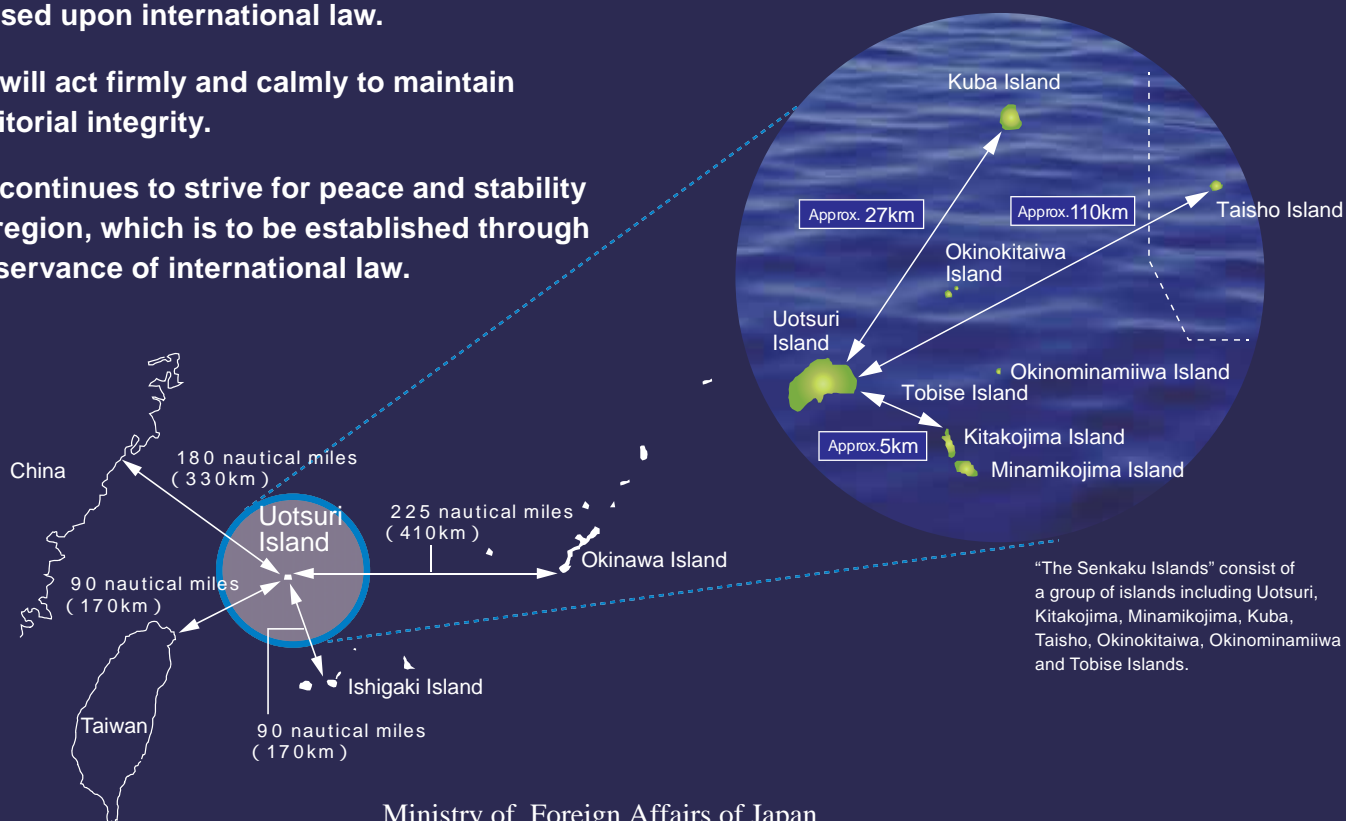 sed upon international law.
will act firmly and calmly to maintain
itorial integrity.
continues to strive for peace and stability
region, which is to be established through
servance of international law.
Kuba Island
Approx. 27km
Approx.110km
Taisho Island
Okinokitaiwa
Island
Uotsuri
Island
Okinominamiiwa Island
Tobise Island
Approx.5km
Kitakojima Island
Minamikojima Island
China
180 nautical miles
(330km)
Uotsuri
Island
225 nautical miles
(410km)
Okinawa Island
90 nautical miles
(170km)
Ishigaki Island
Taiwan
90 nautical miles
(170km)
“The Senkaku Islands” consist of
a group of islands including Uotsuri,
Kitakojima, Minamikojima, Kuba,
Taisho, Okinokitaiwa, Okinominamiiwa
and Tobise Islands.
Ministry of Foreign Affairs of Japan